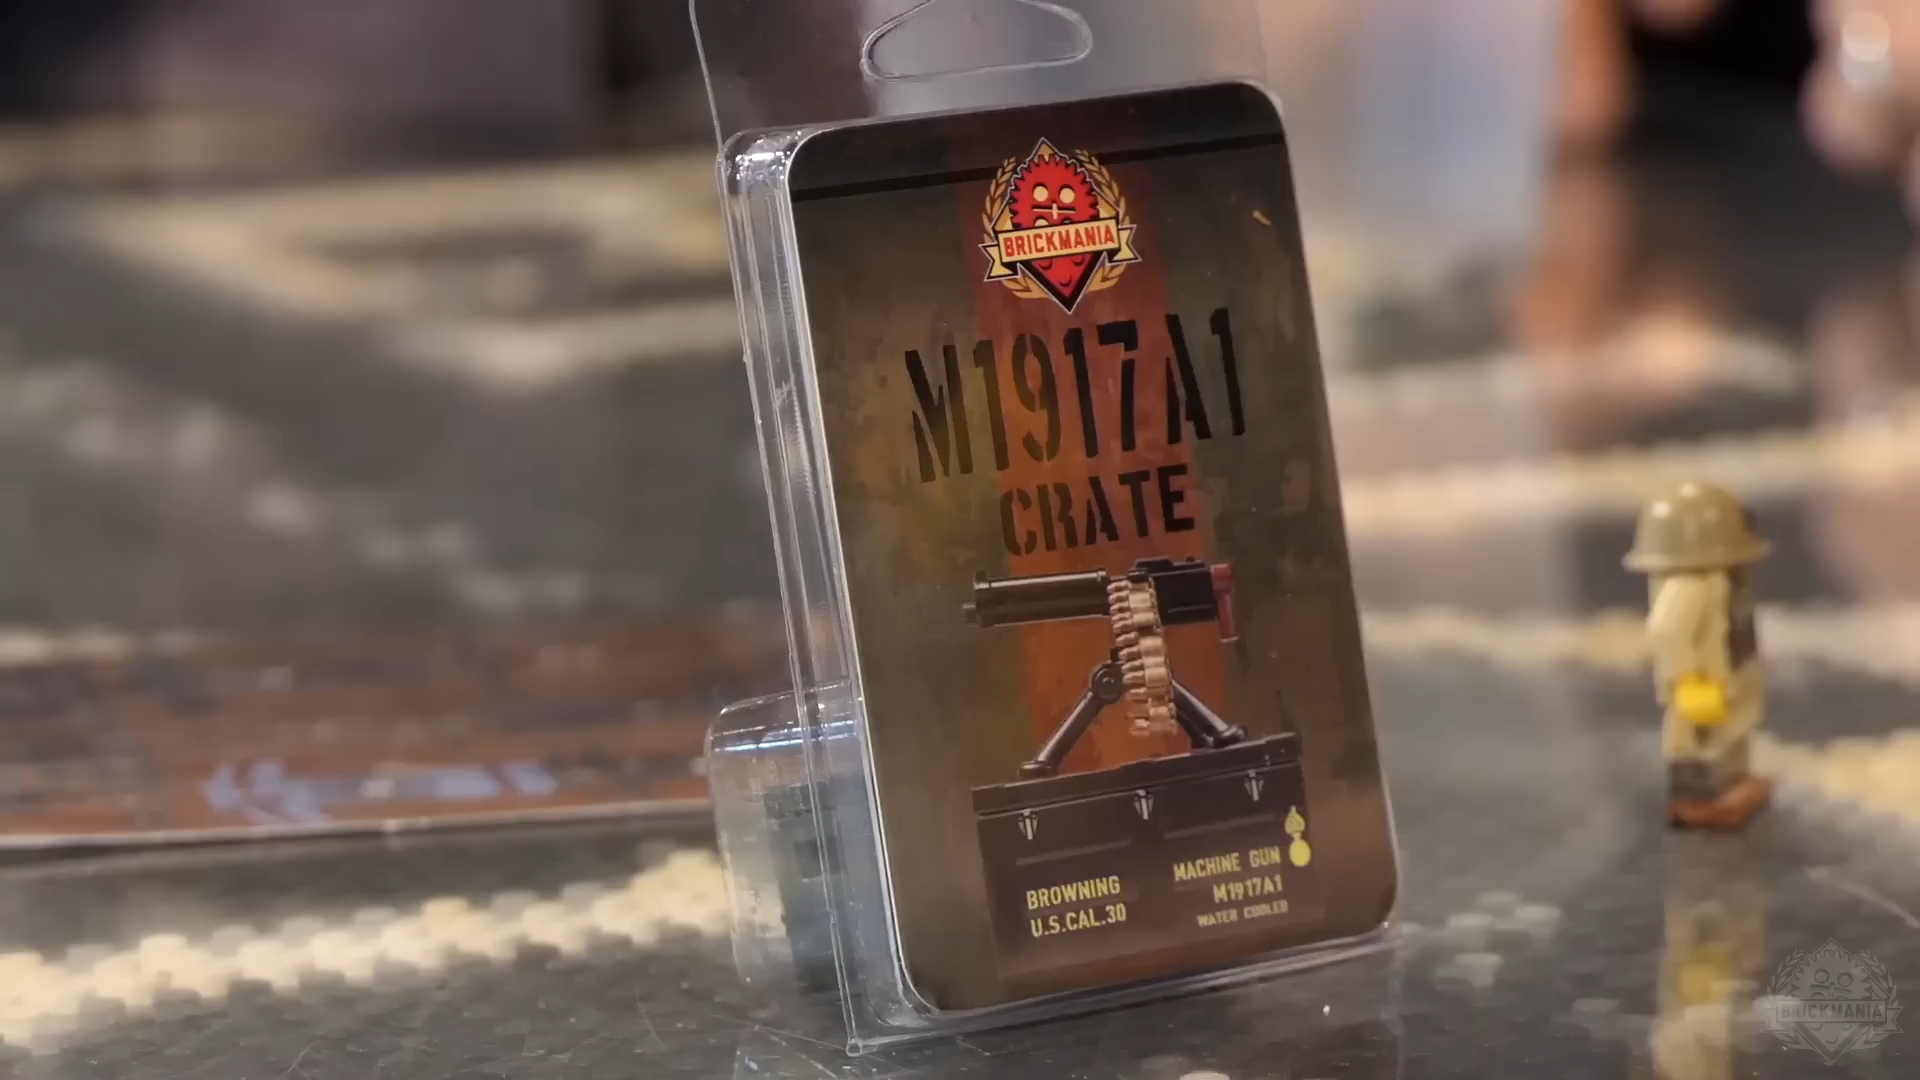 BRICKMANIA
M1917A1
CRATE
BROWNING
U.S.CAL.30
MACHINE GUN
M1917A1
WATER COOLED
BRICKMANIA